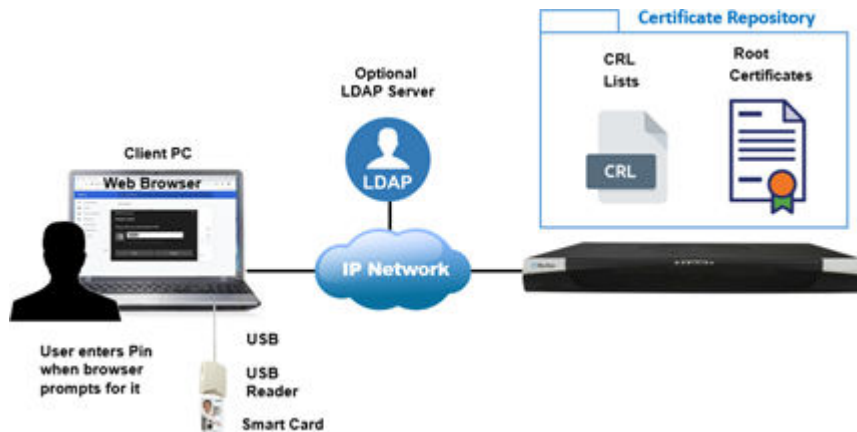 Certificate Repository
CRL
Lists
Root
Certificates
CRL
Optional
LDAP Server
LDAP
Client PC
Web Browser
IP Network
User enters Pin
when browser
prompts for it
USB
USB
Reader
Smart Card